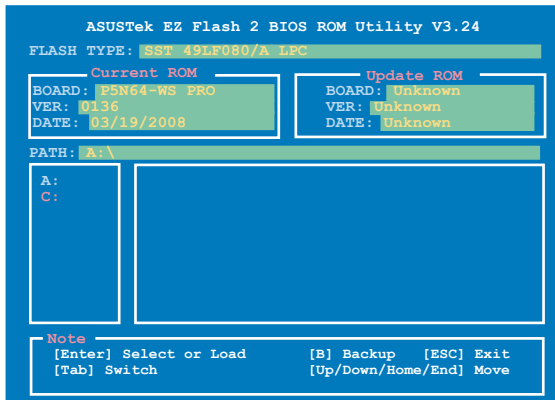 ASUSTek EZ Flash 2 BIOS ROM Utility V3.24
FLASH TYPE: SST 49LF080/A LPC
Current ROM
BOARD: P5N64-WS PRO
VER: 0136
DATE: 03/19/2008
Update ROM
BOARD: Unknown
VER: Unknown
DATE: Unknown
PATH: A:\
A:
C:
Note
[Enter] Select or Load [B] Backup [ESC] Exit
[Tab] Switch [Up/Down/Home/End] Move